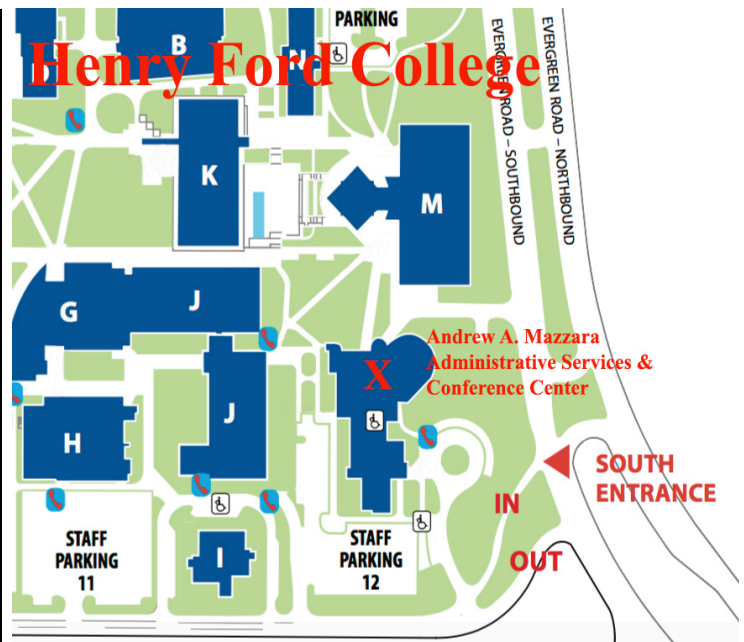 PARKING
B
N
Henry Ford College
EVERGREEN ROAD – SOUTHBOUND
EVERGREEN ROAD – NORTHBOUND
K
M
G
J
Andrew A. Mazzara
Administrative Services &
Conference Center
X
H
J
SOUTH
ENTRANCE
IN
OUT
STAFF
PARKING
11
I
STAFF
PARKING
12